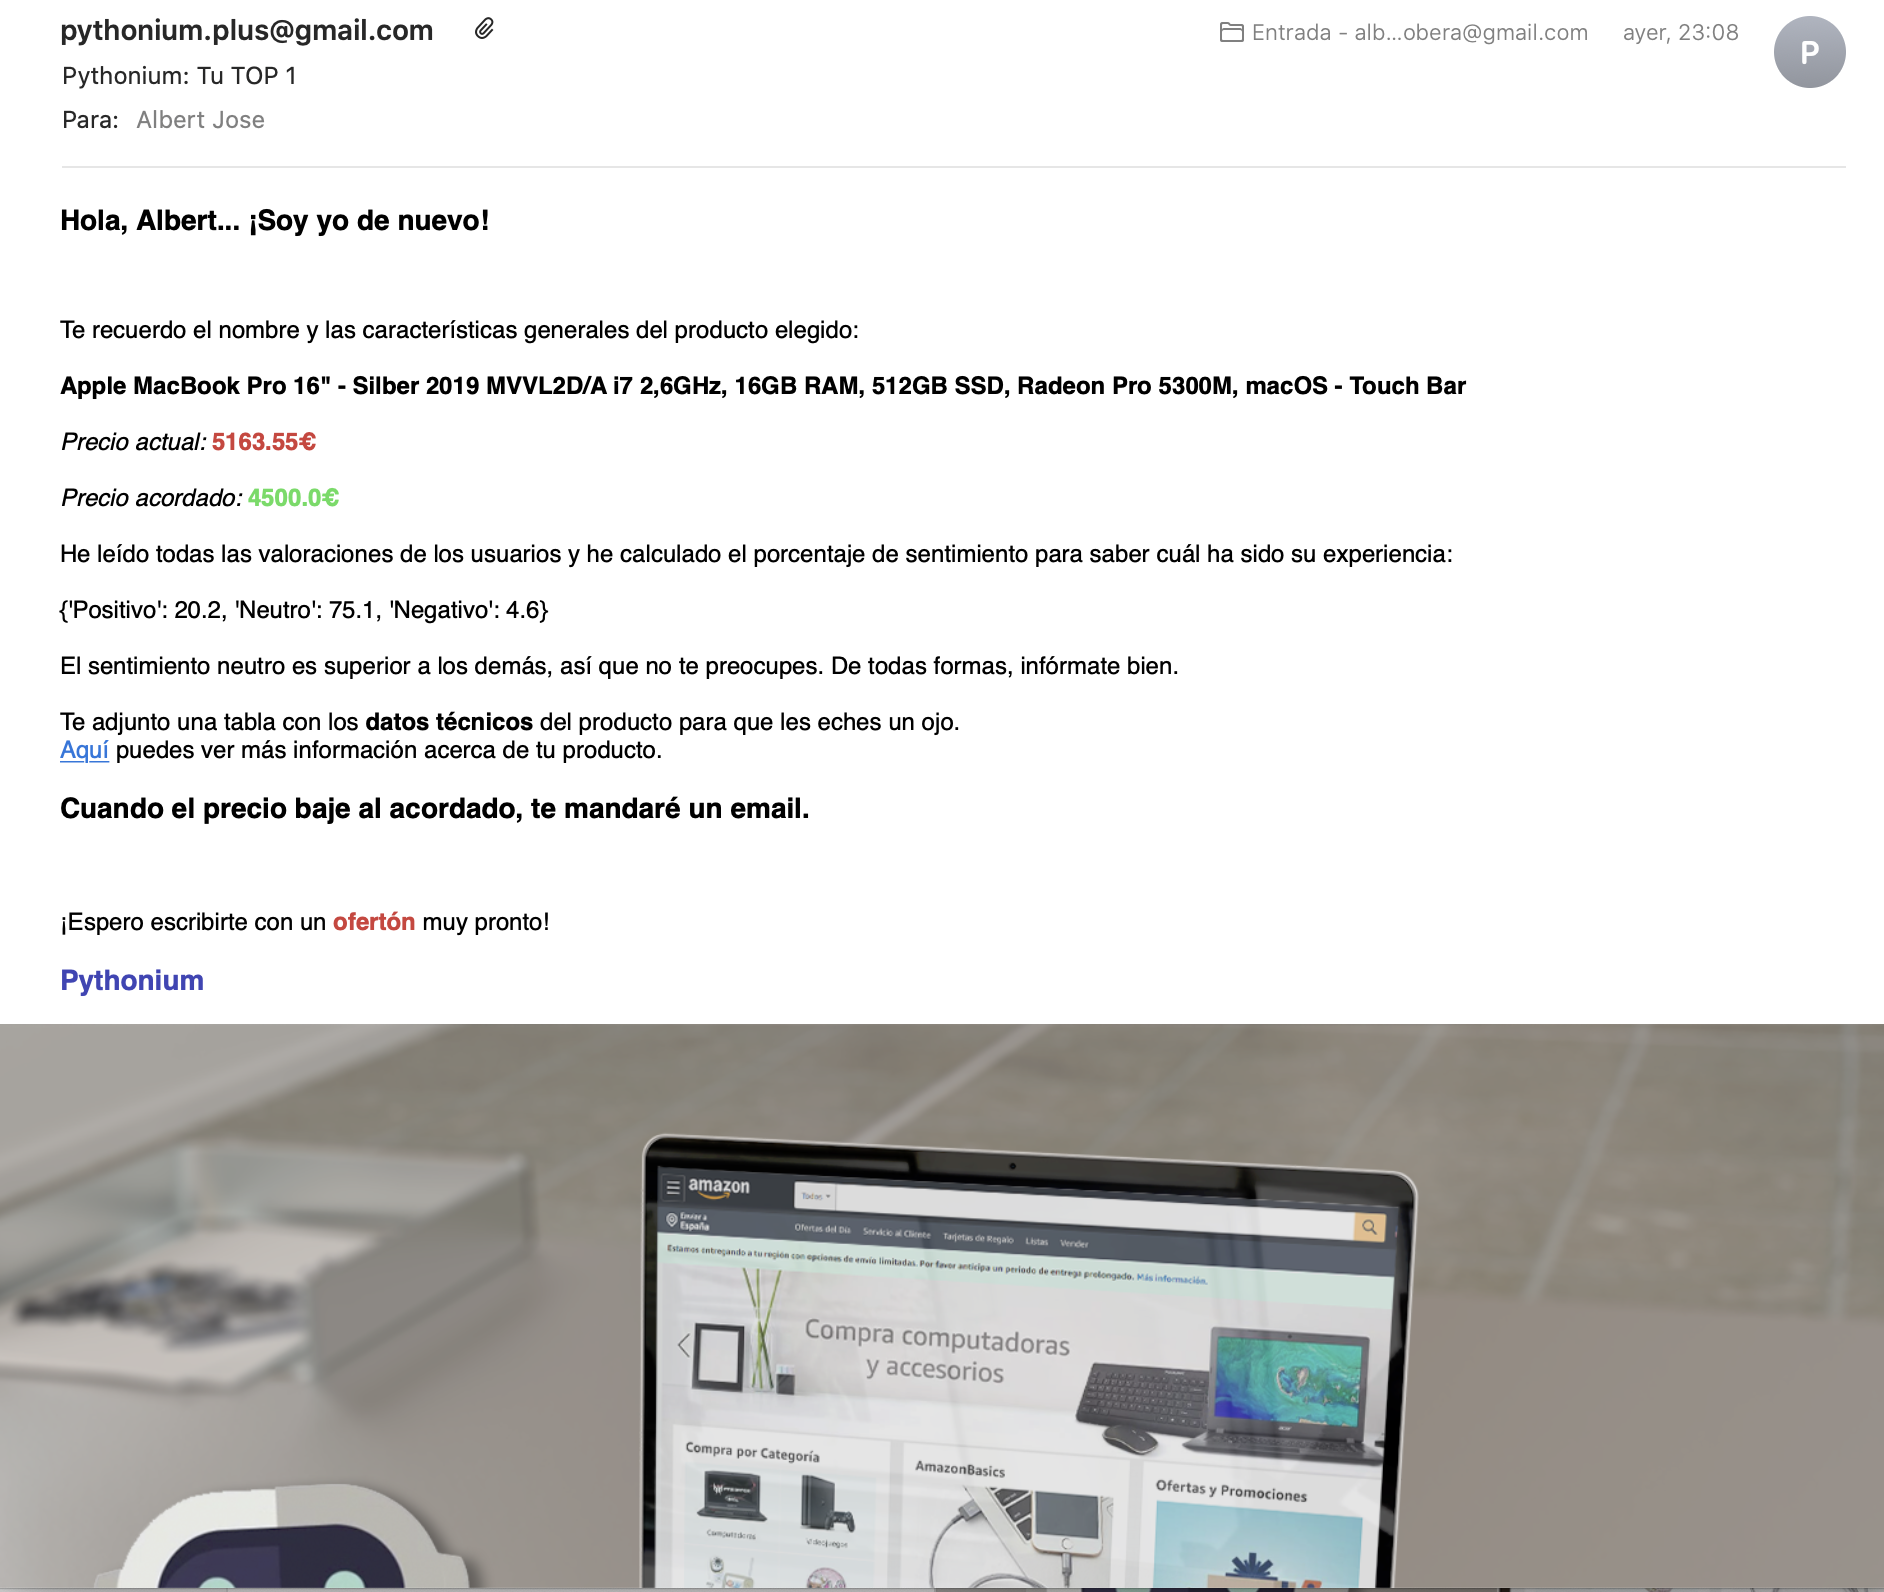 pythonium.plus@gmail.com
Entrada - alb...obera@gmail.com
ayer, 23:08
P
Pythonium: Tu TOP 1
Para: Albert Jose
Hola, Albert... ¡Soy yo de nuevo!
Te recuerdo el nombre y las características generales del producto elegido:
Apple MacBook Pro 16" - Silber 2019 MVVL2D/A i7 2,6GHz, 16GB RAM, 512GB SSD, Radeon Pro 5300M, macOS - Touch Bar
Precio actual: 5163.55€
Precio acordado: 4500.0€
He leído todas las valoraciones de los usuarios y he calculado el porcentaje de sentimiento para saber cuál ha sido su experiencia:
{'Positivo': 20.2, 'Neutro': 75.1, 'Negativo': 4.6}
El sentimiento neutro es superior a los demás, así que no te preocupes. De todas formas, infórmate bien.
Te adjunto una tabla con los datos técnicos del producto para que les eches un ojo.
Aquí puedes ver más información acerca de tu producto.
Cuando el precio baje al acordado, te mandaré un email.
¡Espero escribirte con un ofertón muy pronto!
Pythonium
amazon
Todos
Enviar a
España
Ofertas del Día Servicio al Cliente Tarjetas de Regalo Listas Vender
Estamos entregando a tu región con opciones de envío limitadas. Por favor anticipa un periodo de entrega prolongado. Más información.
Compra computadoras
y accesorios
Compra por Categoría
AmazonBasics
Ofertas y Promociones
Computadoras
Videojuegos